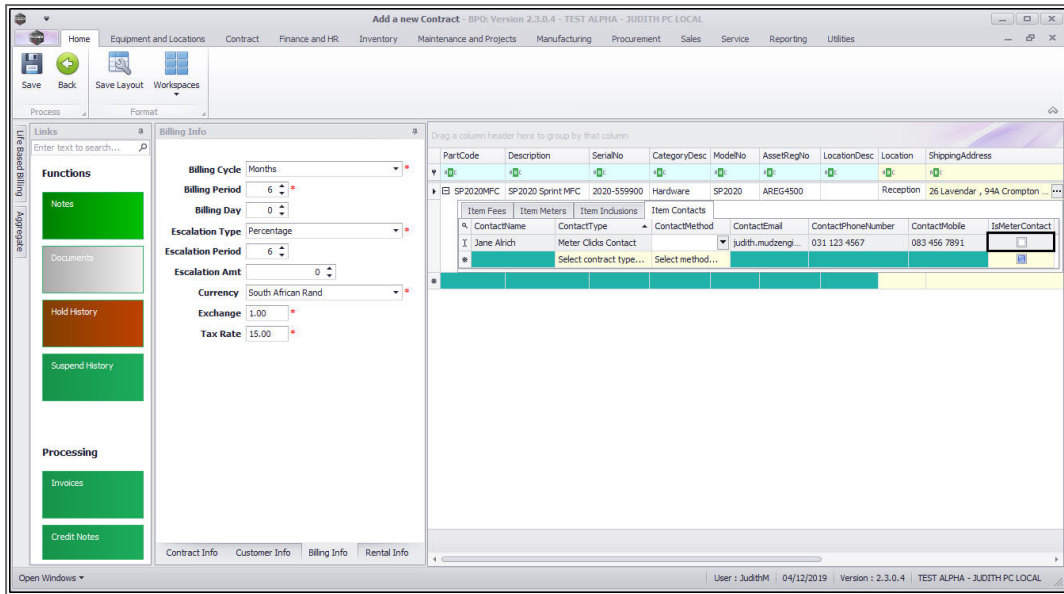 Add a new Contract - BPO: Version 2.3.0.4 - TEST ALPHA - JUDITH PC LOCAL
Home Equipment and Locations Contract Finance and HR Inventory Maintenance and Projects Manufacturing Procurement Sales Service Reporting Utilities
Save Back Save Layout Workspaces
Process Format
Life Based Billing
Aggregate
Links
Enter text to search...
Functions
Notes
Documents
Hold History
Suspend History
Processing
Invoices
Credit Notes
Billing Info
Billing Cycle Months *
Billing Period 6 *
Billing Day 0
Escalation Type Percentage *
Escalation Period 6
Escalation Amt 0
Currency South African Rand *
Exchange 1.00 *
Tax Rate 15.00 *
Contract Info Customer Info Billing Info Rental Info
Drag a column header here to group by that column
PartCode Description SerialNo CategoryDesc ModelNo AssetRegNo LocationDesc Location ShippingAddress
SP2020MFC SP2020 Sprint MFC 2020-559900 Hardware SP2020 AREG4500 Reception 26 Lavendar , 94A Crompton ... ...
Item Fees Item Meters Item Inclusions Item Contacts
ContactName ContactType ContactMethod ContactEmail ContactPhoneNumber ContactMobile IsMeterContact
Jane Alrich Meter Clicks Contact judith.mudzengi... 031 123 4567 083 456 7891
Select contract type... Select method...
Open Windows User : JudithM 04/12/2019 Version : 2.3.0.4 TEST ALPHA - JUDITH PC LOCAL